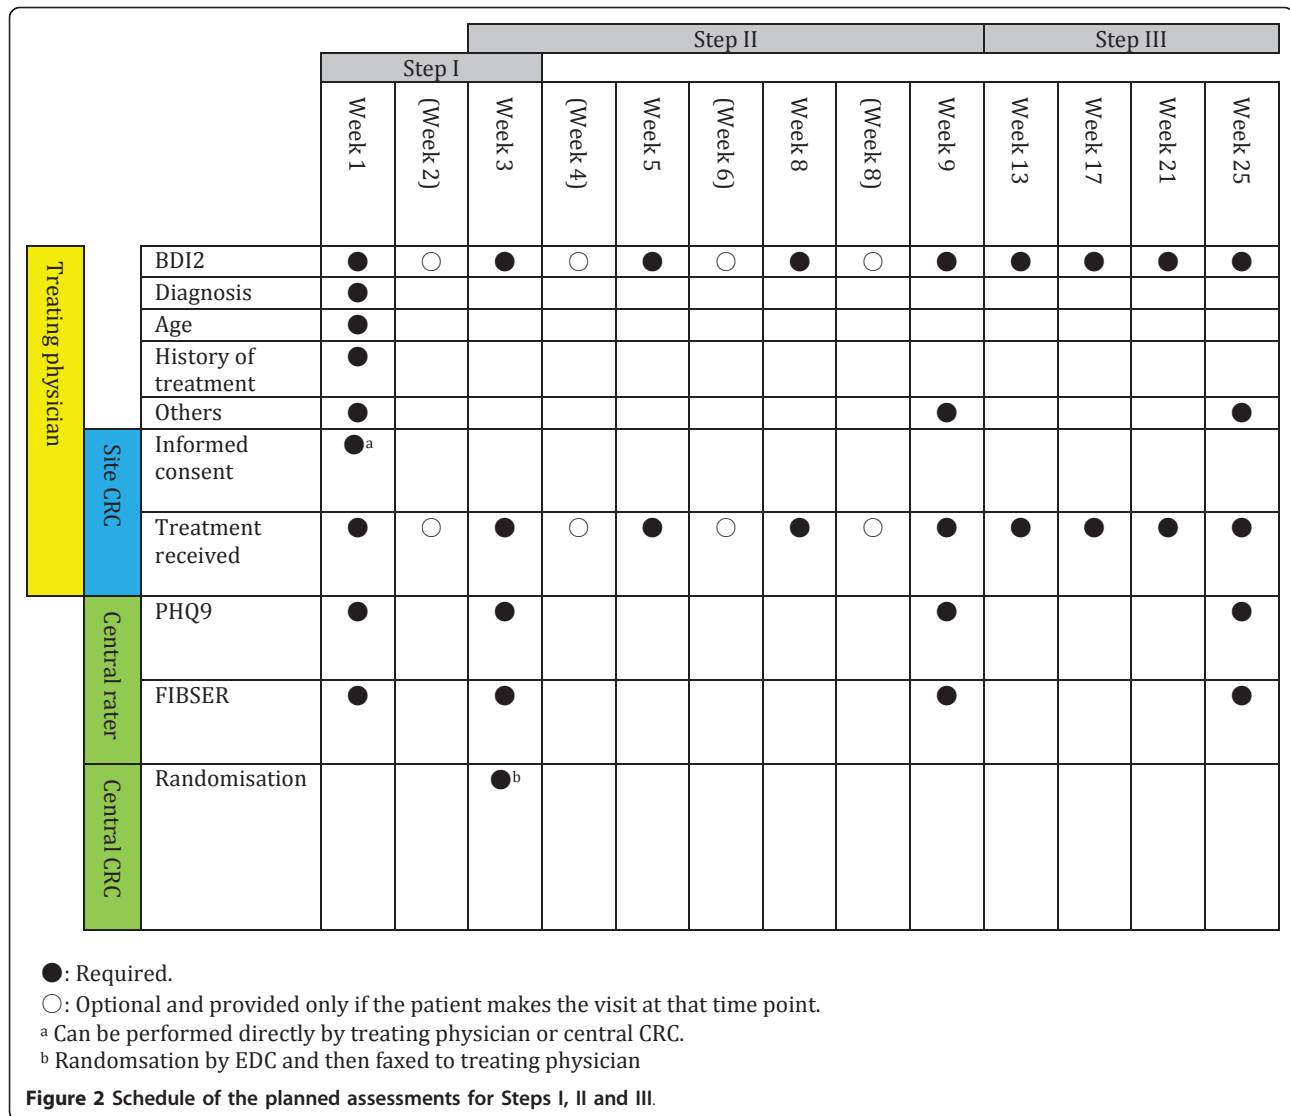 Step II Step III
Step I
Week 1 (Week 2) Week 3 (Week 4) Week 5 (Week 6) Week 8 (Week 8) Week 9 Week 13 Week 17 Week 21 Week 25
Treating physician
Site CRC
Central rater
Central CRC
BDI2 ● ○ ● ○ ● ○ ● ○ ● ● ● ● ●
Diagnosis ●
Age ●
History of ●
treatment
Others ● ● ●
Informed ●a
consent
Treatment ● ○ ● ○ ● ○ ● ○ ● ● ● ● ●
received
PHQ9 ● ● ● ●
FIBSER ● ● ● ●
Randomisation ●b
●: Required.
○: Optional and provided only if the patient makes the visit at that time point.
a Can be performed directly by treating physician or central CRC.
b Randomsation by EDC and then faxed to treating physician
Figure 2 Schedule of the planned assessments for Steps I, II and III.